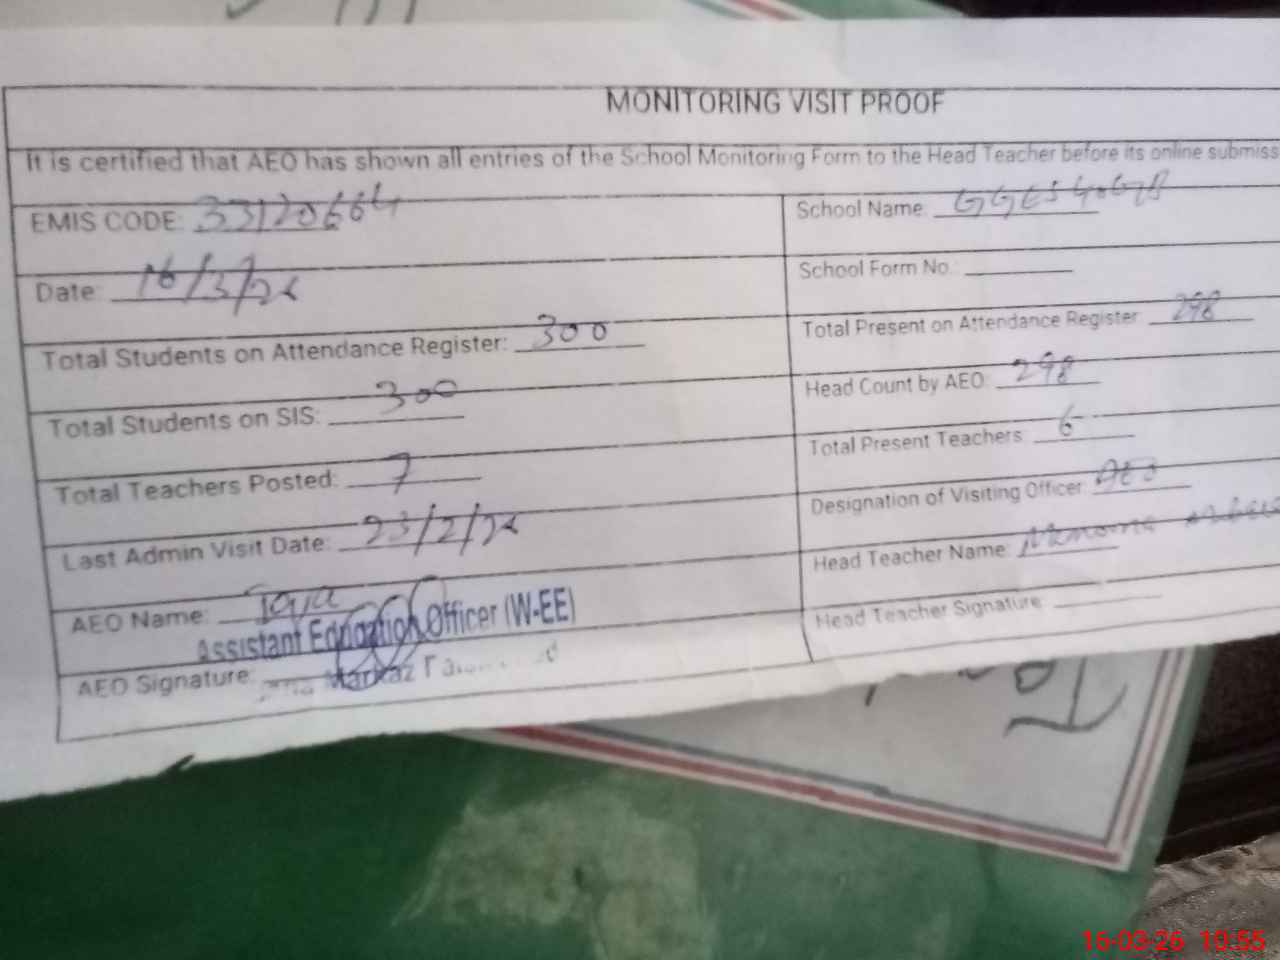 MONITORING VISIT PROOF
It is certified that AEO has shown all entries of the School Monitoring Form to the Head Teacher before its online submiss
EMIS CODE: 33120664
School Name: GGES
Date: 16/3/26
School Form No.:
Total Students on Attendance Register: 300
Total Present on Attendance Register: 298
Total Students on SIS: 300
Head Count by AEO: 298
Total Teachers Posted: 7
Total Present Teachers: 6
Last Admin Visit Date: 23/2/26
Designation of Visiting Officer: AEO
AEO Name:
Head Teacher Name:
Assistant Education Officer (W-EE)
Head Teacher Signature:
AEO Signature:
Markaz
To
16-03-26 10:55